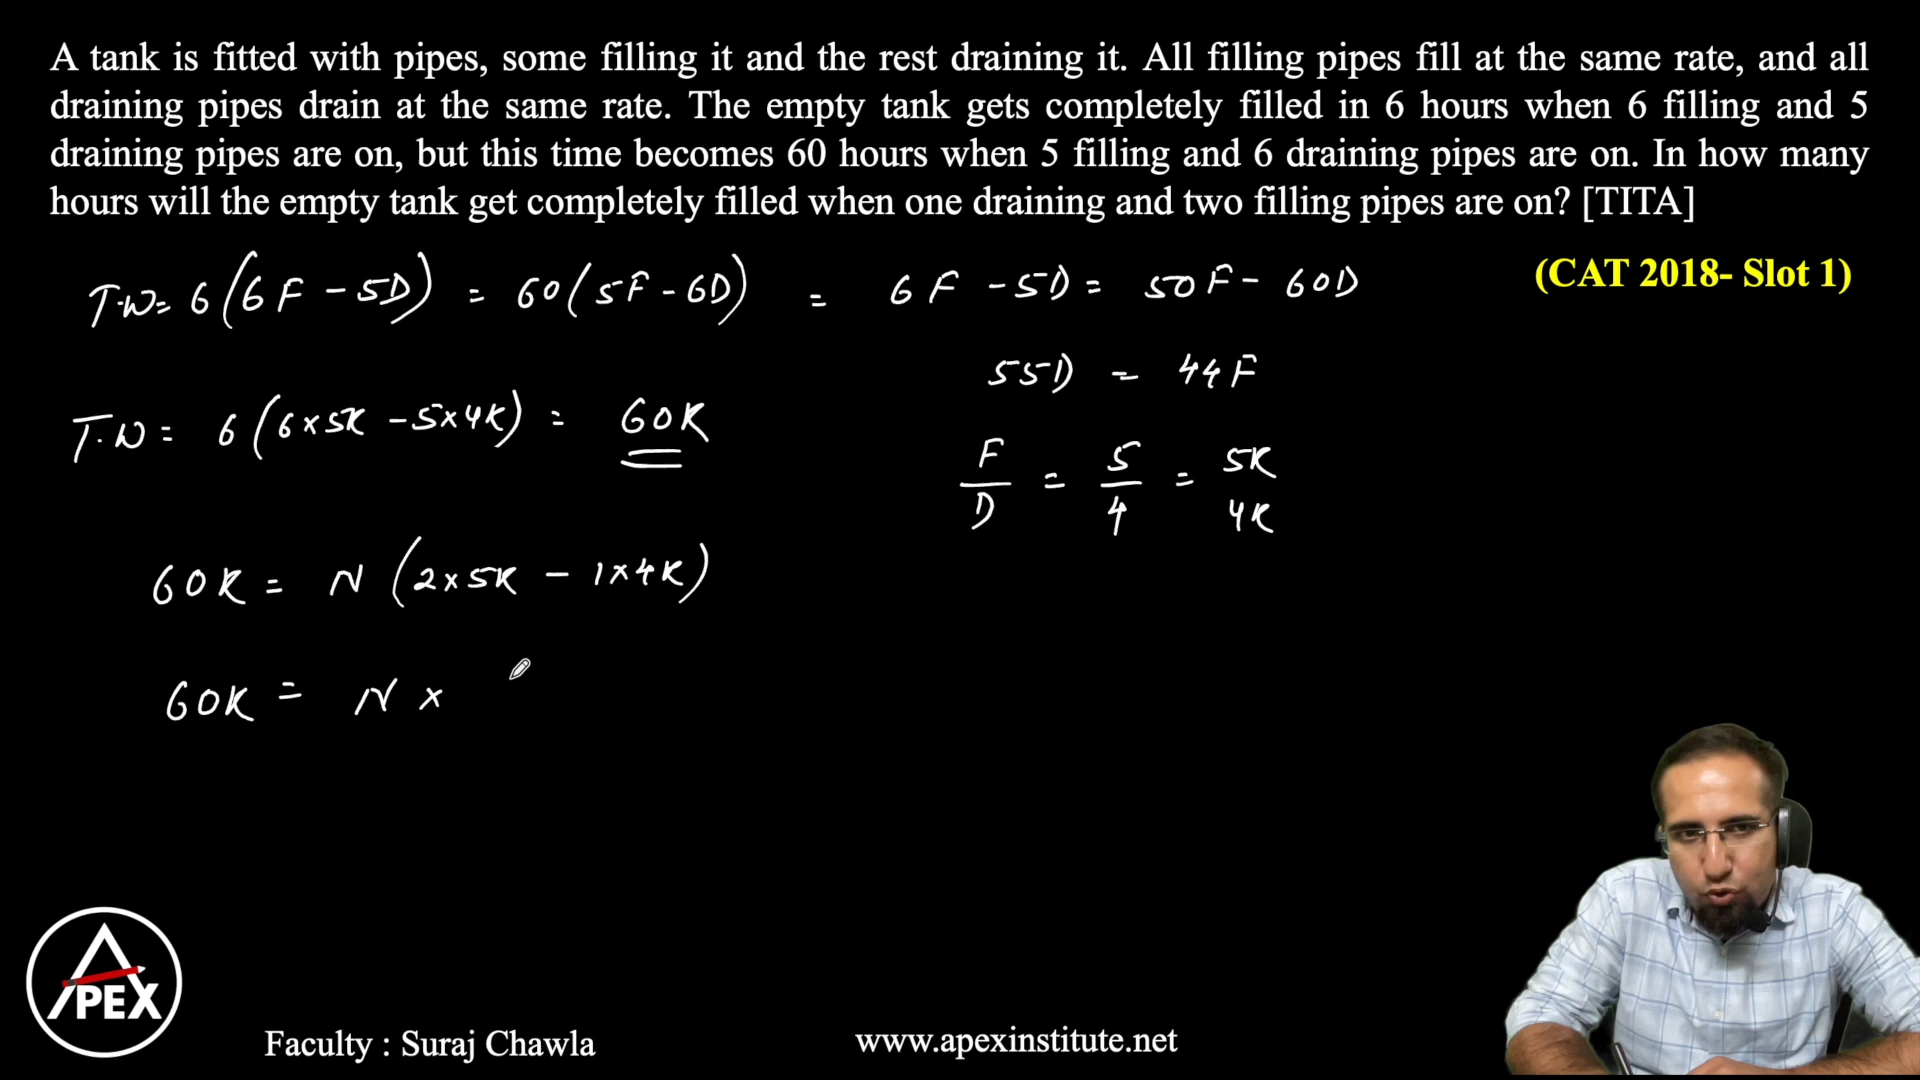 A tank is fitted with pipes, some filling it and the rest draining it. All filling pipes fill at the same rate, and all
draining pipes drain at the same rate. The empty tank gets completely filled in 6 hours when 6 filling and 5
draining pipes are on, but this time becomes 60 hours when 5 filling and 6 draining pipes are on. In how many
hours will the empty tank get completely filled when one draining and two filling pipes are on? [TITA]
(CAT 2018- Slot 1)
T.W= 6(6F - 5D) = 60(5F - 6D) = 6F - 5D = 50F - 60D
55D = 44F
T.W= 6(6×5K - 5×4K) = 60K
F/D = 5/4 = 5K/4K
60K = N(2×5K - 1×4K)
60K = N×
APEX
Faculty : Suraj Chawla
www.apexinstitute.net